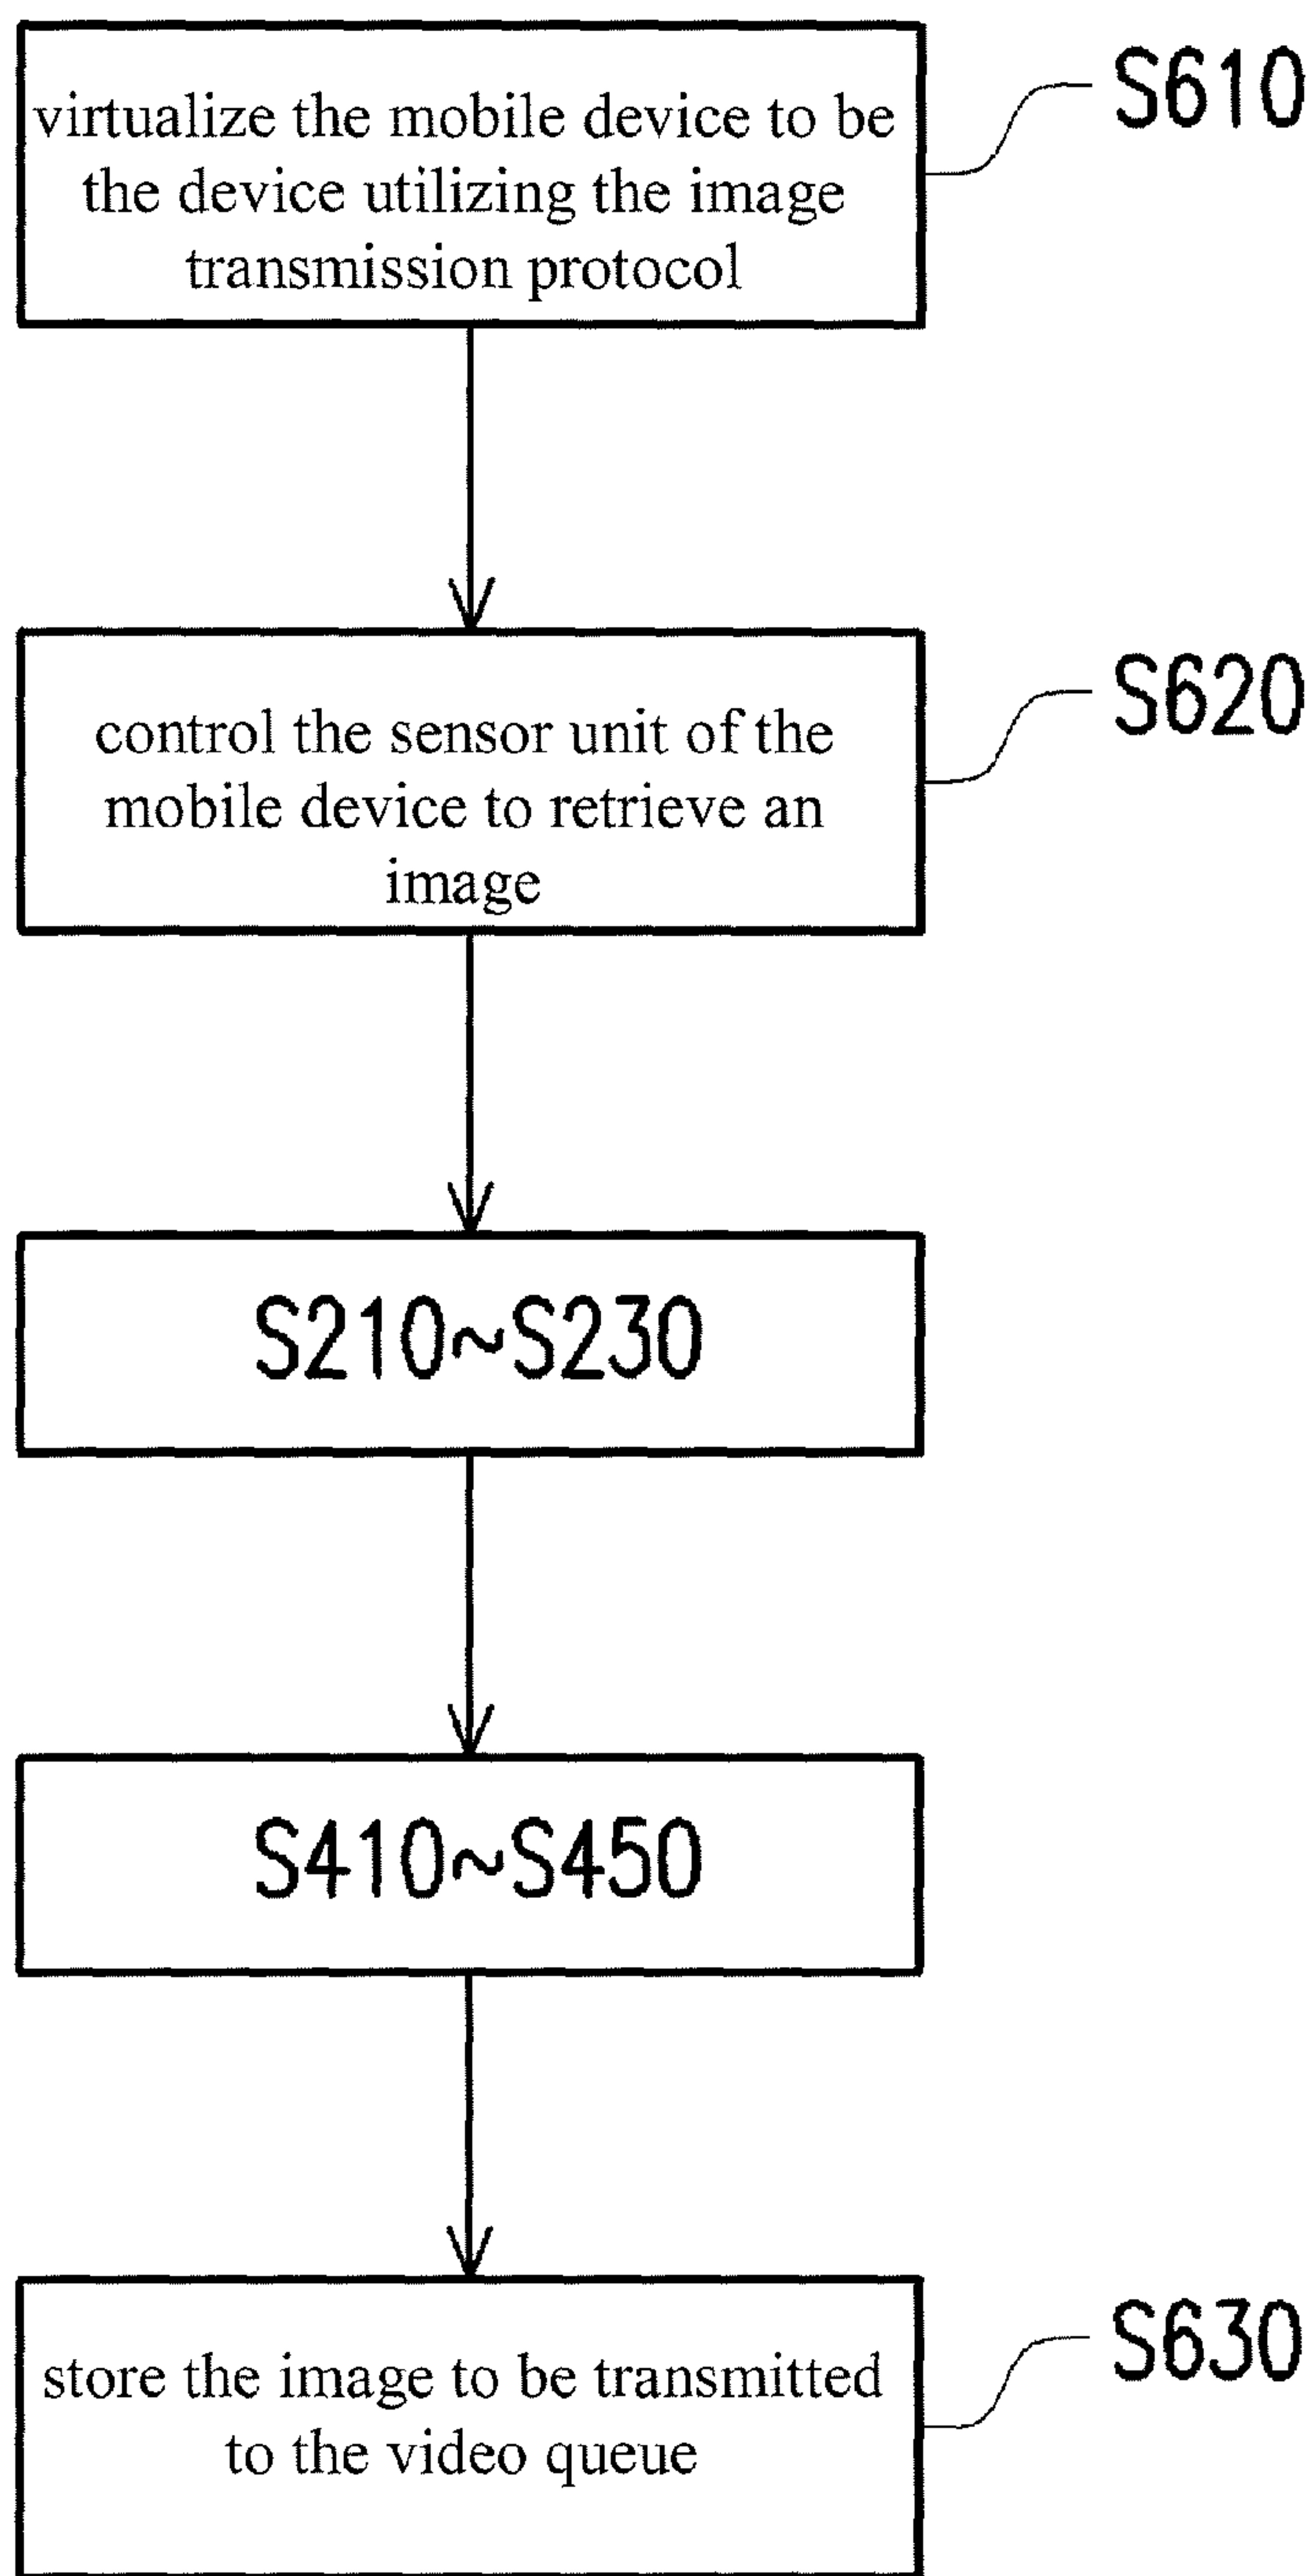 virtualize the mobile device to be
the device utilizing the image
transmission protocol
S610
control the sensor unit of the
mobile device to retrieve an
image
S620
S210~S230
S410~S450
store the image to be transmitted
to the video queue
S630